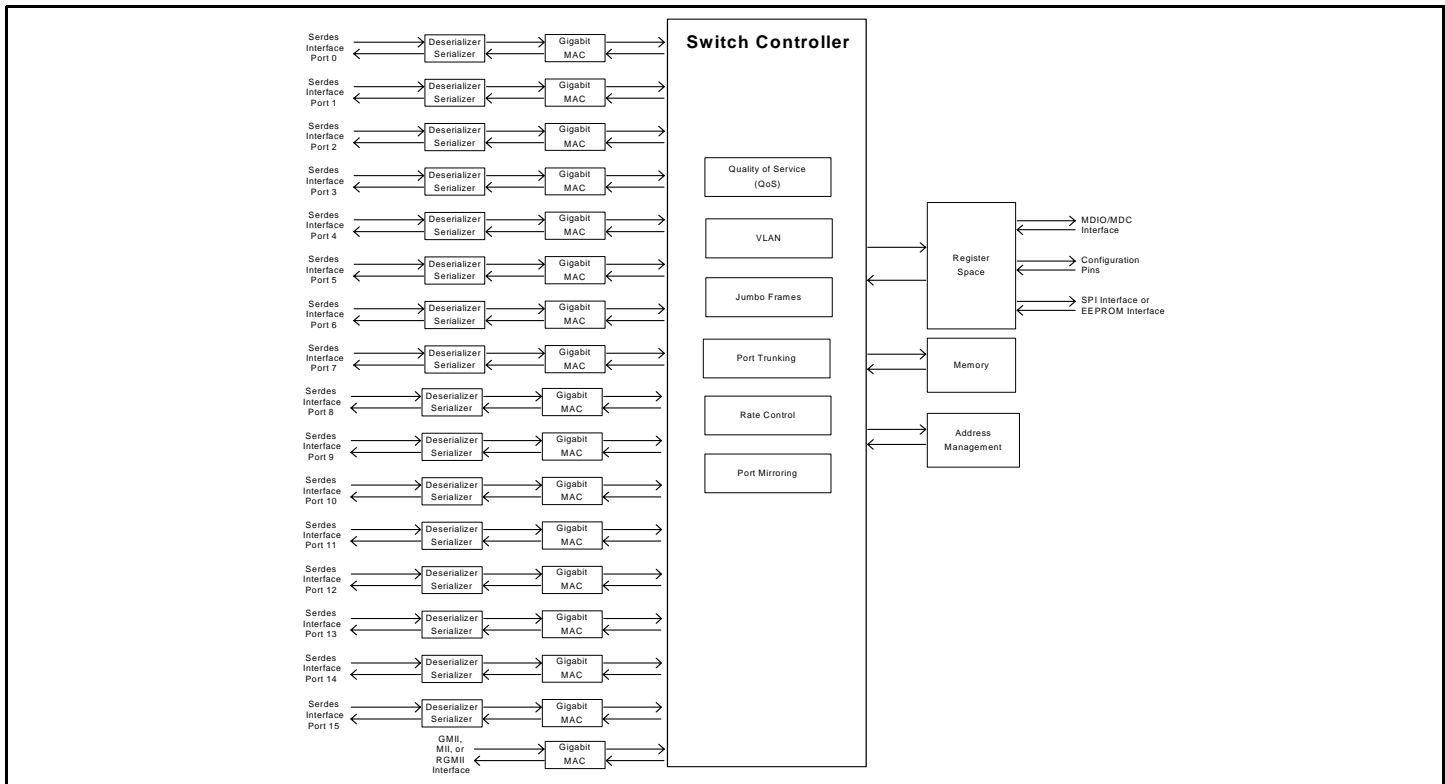 Switch Controller
Serdes
Interface
Port 0
Deserializer
Serializer
Gigabit
MAC
Serdes
Interface
Port 1
Deserializer
Serializer
Gigabit
MAC
Serdes
Interface
Port 2
Deserializer
Serializer
Gigabit
MAC
Serdes
Interface
Port 3
Deserializer
Serializer
Gigabit
MAC
Serdes
Interface
Port 4
Deserializer
Serializer
Gigabit
MAC
Serdes
Interface
Port 5
Deserializer
Serializer
Gigabit
MAC
Serdes
Interface
Port 6
Deserializer
Serializer
Gigabit
MAC
Serdes
Interface
Port 7
Deserializer
Serializer
Gigabit
MAC
Serdes
Interface
Port 8
Deserializer
Serializer
Gigabit
MAC
Serdes
Interface
Port 9
Deserializer
Serializer
Gigabit
MAC
Serdes
Interface
Port 10
Deserializer
Serializer
Gigabit
MAC
Serdes
Interface
Port 11
Deserializer
Serializer
Gigabit
MAC
Serdes
Interface
Port 12
Deserializer
Serializer
Gigabit
MAC
Serdes
Interface
Port 13
Deserializer
Serializer
Gigabit
MAC
Serdes
Interface
Port 14
Deserializer
Serializer
Gigabit
MAC
Serdes
Interface
Port 15
Deserializer
Serializer
Gigabit
MAC
GMII,
MII, or
RGMII
Interface
Gigabit
MAC
Quality of Service
(QoS)
VLAN
Jumbo Frames
Port Trunking
Rate Control
Port Mirroring
Register
Space
MDIO/MDC
Interface
Configuration
Pins
SPI Interface or
EEPROM Interface
Memory
Address
Management